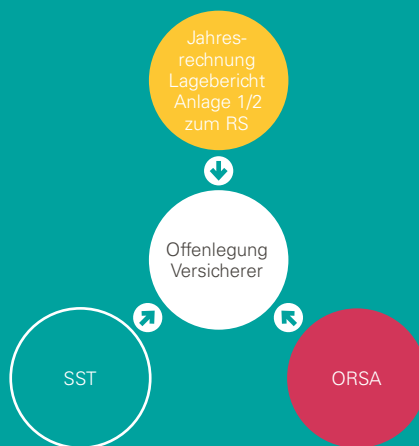 Jahres-
rechnung
Lagebericht
Anlage 1/2
zum RS
Offenlegung
Versicherer
SST
ORSA